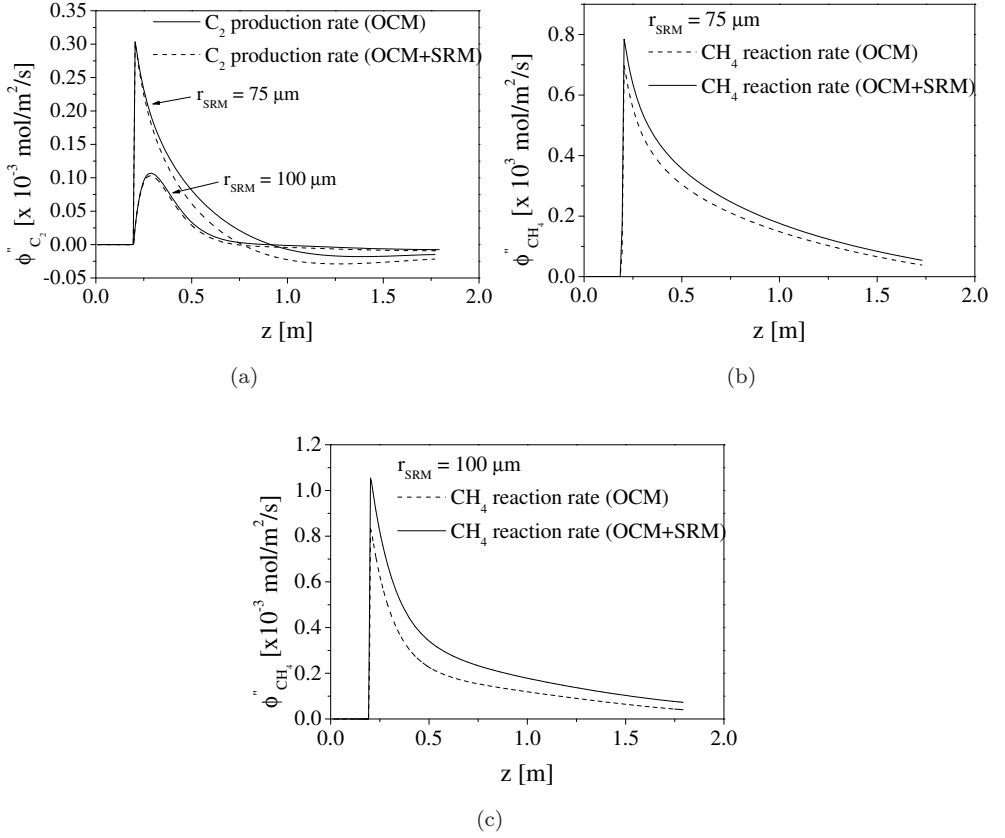 C2 production rate (OCM)
C2 production rate (OCM+SRM)
rSRM = 75 μm
rSRM = 100 μm
0.35
0.30
0.25
0.20
0.15
0.10
0.05
0.00
-0.05
ϕ''C2 [x 10-3 mol/m2/s]
0.0 0.5 1.0 1.5 2.0
z [m]
(a)
rSRM = 75 μm
CH4 reaction rate (OCM)
CH4 reaction rate (OCM+SRM)
0.8
0.6
0.4
0.2
0.0
ϕ''CH4 [x 103 mol/m2/s]
0.0 0.5 1.0 1.5 2.0
z [m]
(b)
rSRM = 100 μm
CH4 reaction rate (OCM)
CH4 reaction rate (OCM+SRM)
1.2
1.0
0.8
0.6
0.4
0.2
0.0
ϕ''CH4 [x10-3 mol/m2/s]
0.0 0.5 1.0 1.5 2.0
z [m]
(c)